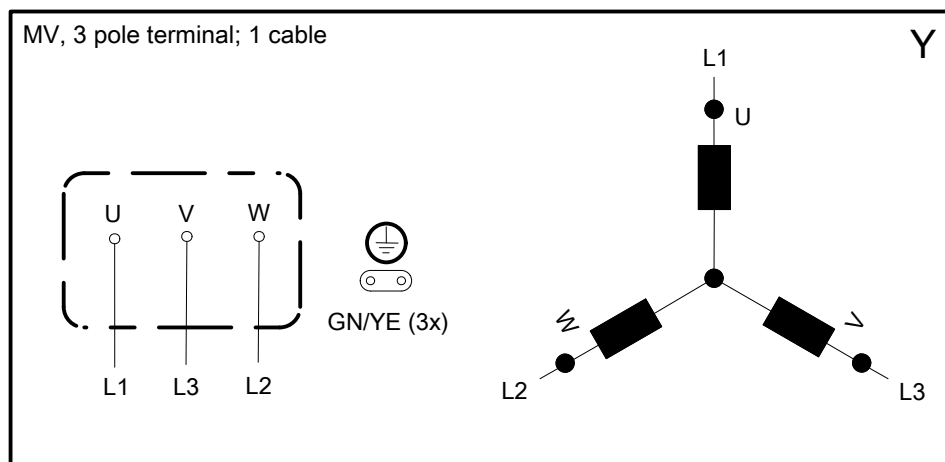 MV, 3 pole terminal; 1 cable
Y
L1
U
U V W
W
V
GN/YE (3x)
L1 L3 L2
L2
L3